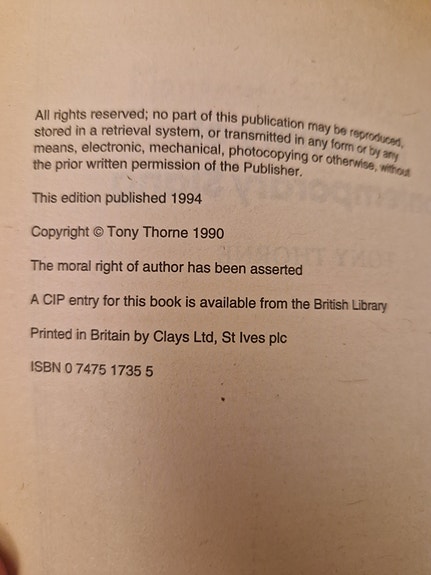 All rights reserved; no part of this publication may be reproduced,
stored in a retrieval system, or transmitted in any form or by any
means, electronic, mechanical, photocopying or otherwise, without
the prior written permission of the Publisher.
This edition published 1994
Copyright © Tony Thorne 1990
The moral right of author has been asserted
A CIP entry for this book is available from the British Library
Printed in Britain by Clays Ltd, St Ives plc
ISBN 0 7475 1735 5